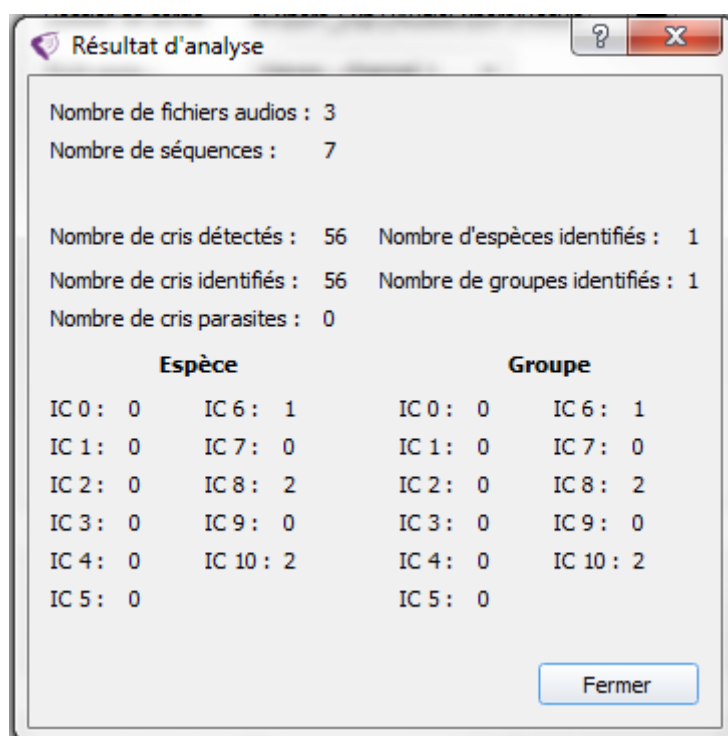 Résultat d'analyse
Nombre de fichiers audios : 3
Nombre de séquences : 7
Nombre de cris détectés : 56 Nombre d'espèces identifiés : 1
Nombre de cris identifiés : 56 Nombre de groupes identifiés : 1
Nombre de cris parasites : 0
Espèce Groupe
IC 0 : 0 IC 6 : 1 IC 0 : 0 IC 6 : 1
IC 1 : 0 IC 7 : 0 IC 1 : 0 IC 7 : 0
IC 2 : 0 IC 8 : 2 IC 2 : 0 IC 8 : 2
IC 3 : 0 IC 9 : 0 IC 3 : 0 IC 9 : 0
IC 4 : 0 IC 10 : 2 IC 4 : 0 IC 10 : 2
IC 5 : 0 IC 5 : 0
Fermer